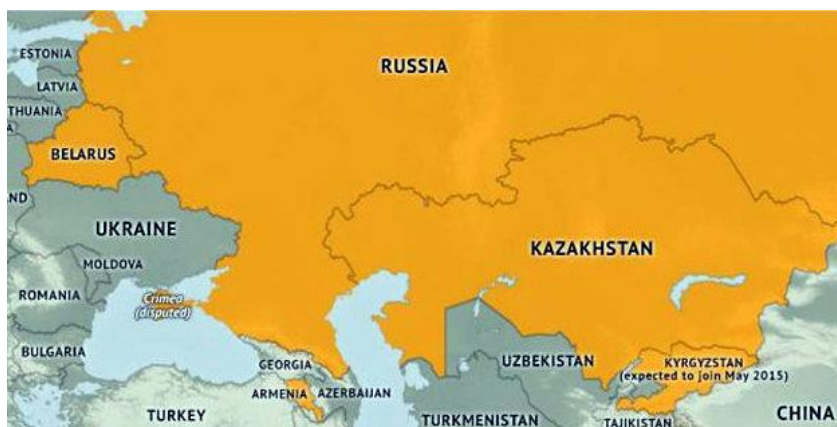 RUSSIA
ESTONIA
LATVIA
THUANIA
A
BELARUS
ND
UKRAINE
KAZAKHSTAN
MOLDOVA
ROMANIA
Crimea
(disputed)
BULGARIA
GEORGIA
UZBEKISTAN
KYRGYZSTAN
(expected to join May 2015)
ARMENIA
AZERBAIJAN
TURKEY
TURKMENISTAN
TAJIKISTAN
CHINA